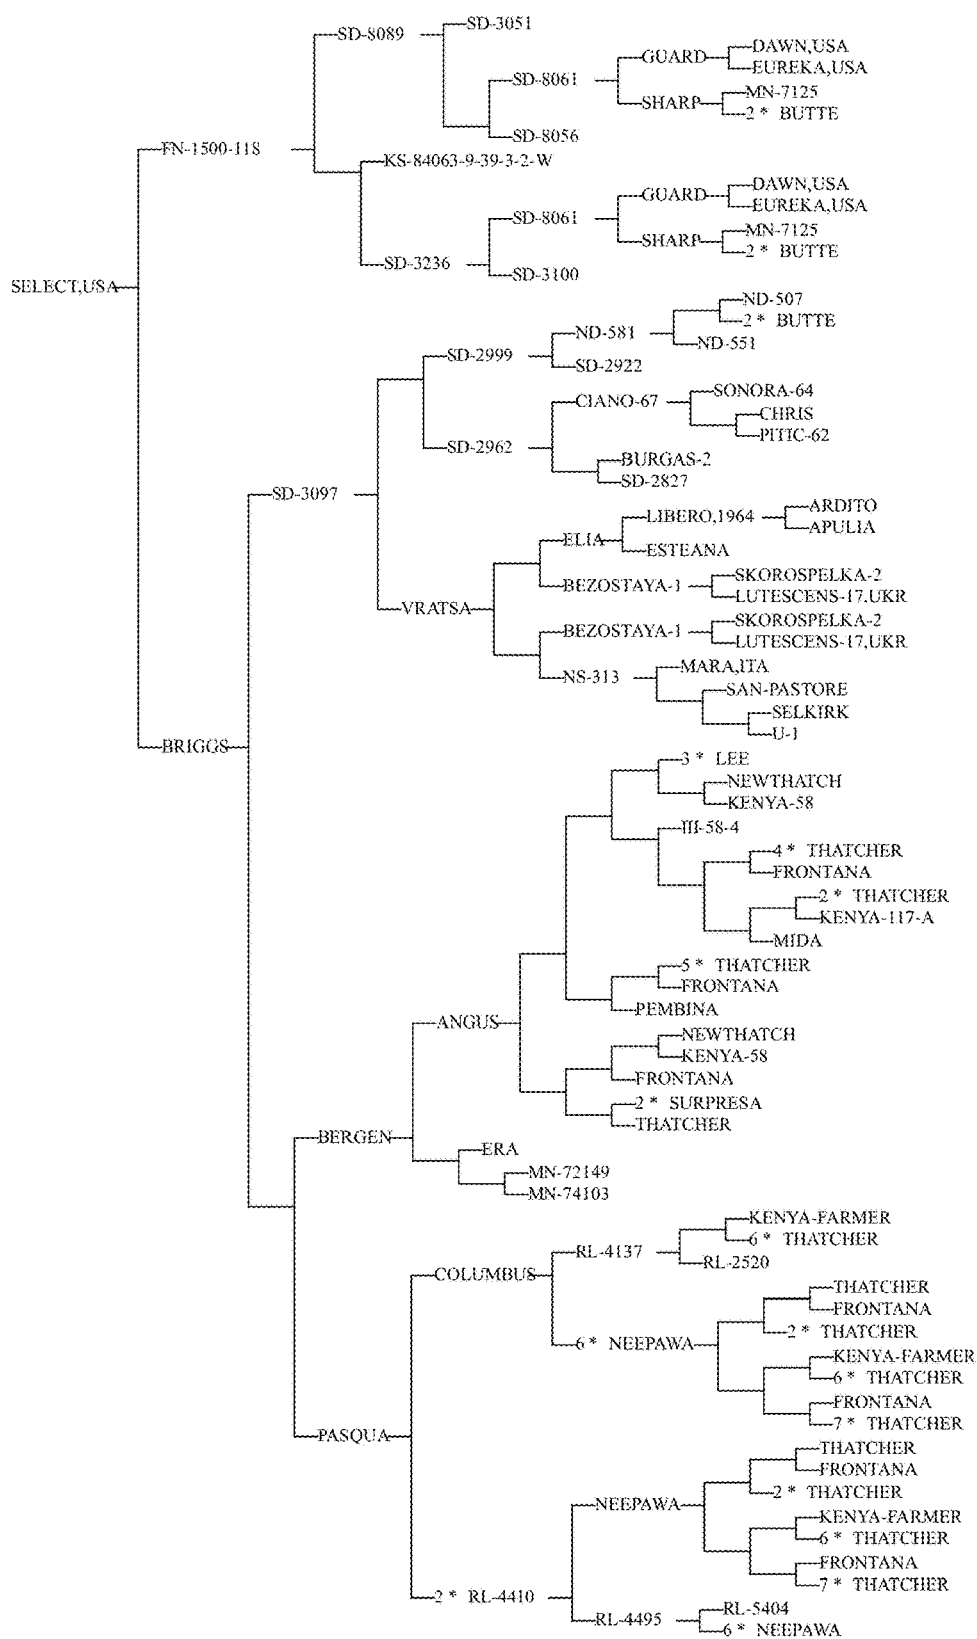 SD-3051
SD-8089
DAWN,USA
GUARD
EUREKA,USA
SD-8061
MN-7125
SHARP
2 * BUTTE
SD-8056
FN-1500-118
KS-84063-9-39-3-2-W
DAWN,USA
GUARD
EUREKA,USA
SD-8061
MN-7125
SHARP
2 * BUTTE
SD-3236
SD-3100
SELECT,USA
ND-507
2 * BUTTE
ND-581
ND-551
SD-2999
SD-2922
SONORA-64
CIANO-67
CHRIS
PITIC-62
SD-2962
BURGAS-2
SD-2827
SD-3097
ARDITO
LIBERO,1964
APULIA
ELIA
ESTEANA
SKOROSPELKA-2
BEZOSTAYA-1
LUTESCENS-17,UKR
VRATSA
SKOROSPELKA-2
BEZOSTAYA-1
LUTESCENS-17,UKR
MARA,ITA
NS-313
SAN-PASTORE
SELKIRK
U-1
BRIGGS
3 * LEE
NEWTHATCH
KENYA-58
III-58-4
4 * THATCHER
FRONTANA
2 * THATCHER
KENYA-117-A
MIDA
5 * THATCHER
FRONTANA
PEMBINA
ANGUS
NEWTHATCH
KENYA-58
FRONTANA
2 * SURPRESA
THATCHER
BERGEN
ERA
MN-72149
MN-74103
KENYA-FARMER
6 * THATCHER
RL-4137
RL-2520
COLUMBUS
THATCHER
FRONTANA
2 * THATCHER
6 * NEEPAWA
KENYA-FARMER
6 * THATCHER
FRONTANA
7 * THATCHER
PASQUA
THATCHER
FRONTANA
2 * THATCHER
NEEPAWA
KENYA-FARMER
6 * THATCHER
FRONTANA
7 * THATCHER
2 * RL-4410
RL-5404
RL-4495
6 * NEEPAWA